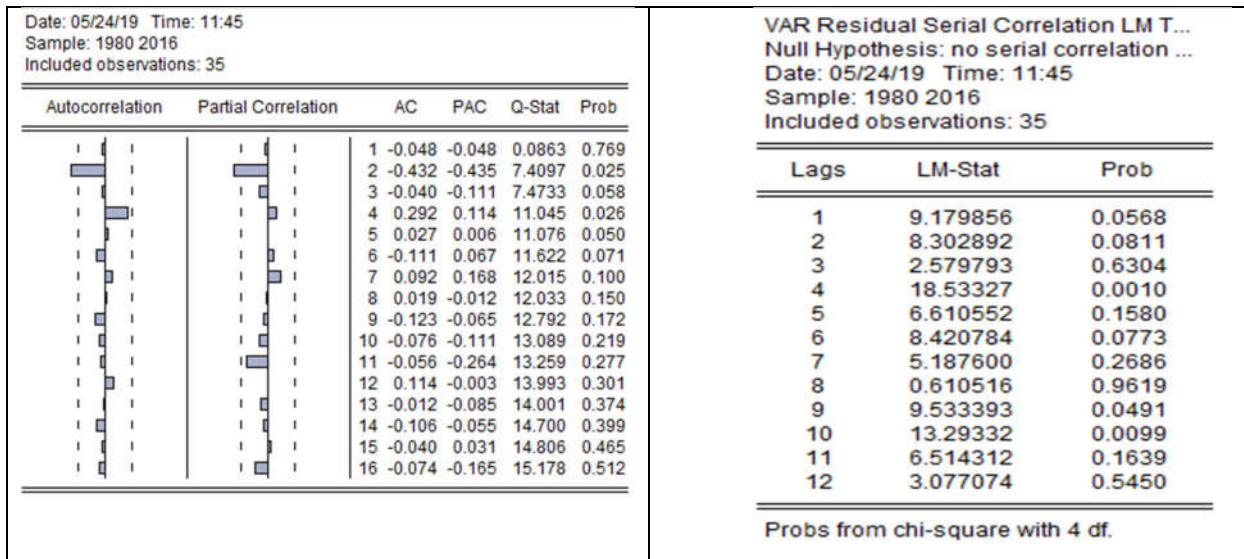 Date: 05/24/19 Time: 11:45
Sample: 1980 2016
Included observations: 35
Autocorrelation Partial Correlation AC PAC Q-Stat Prob
1 -0.048 -0.048 0.0863 0.769
2 -0.432 -0.435 7.4097 0.025
3 -0.040 -0.111 7.4733 0.058
4 0.292 0.114 11.045 0.026
5 0.027 0.006 11.076 0.050
6 -0.111 0.067 11.622 0.071
7 0.092 0.168 12.015 0.100
8 0.019 -0.012 12.033 0.150
9 -0.123 -0.065 12.792 0.172
10 -0.076 -0.111 13.089 0.219
11 -0.056 -0.264 13.259 0.277
12 0.114 -0.003 13.993 0.301
13 -0.012 -0.085 14.001 0.374
14 -0.106 -0.055 14.700 0.399
15 -0.040 0.031 14.806 0.465
16 -0.074 -0.165 15.178 0.512
VAR Residual Serial Correlation LM T...
Null Hypothesis: no serial correlation ...
Date: 05/24/19 Time: 11:45
Sample: 1980 2016
Included observations: 35
Lags LM-Stat Prob
1 9.179856 0.0568
2 8.302892 0.0811
3 2.579793 0.6304
4 18.53327 0.0010
5 6.610552 0.1580
6 8.420784 0.0773
7 5.187600 0.2686
8 0.610516 0.9619
9 9.533393 0.0491
10 13.29332 0.0099
11 6.514312 0.1639
12 3.077074 0.5450
Probs from chi-square with 4 df.